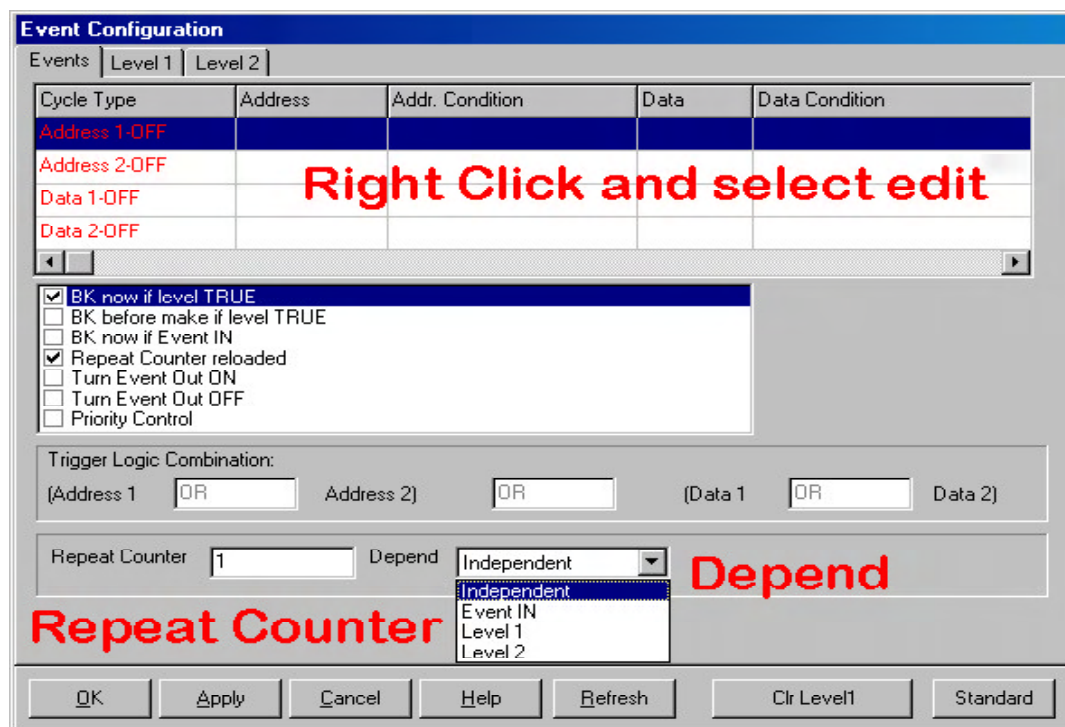 Event Configuration
Events Level 1 Level 2
Cycle Type Address Addr. Condition Data Data Condition
Address 1-OFF
Address 2-OFF
Right Click and select edit
Data 1-OFF
Data 2-OFF
BK now if level TRUE
BK before make if level TRUE
BK now if Event IN
Repeat Counter reloaded
Turn Event Out ON
Turn Event Out OFF
Priority Control
Trigger Logic Combination:
(Address 1 OR Address 2) OR (Data 1 OR Data 2)
Repeat Counter 1 Depend Independent
Depend
Independent
Event IN
Level 1
Level 2
Repeat Counter
OK Apply Cancel Help Refresh Clr Level1 Standard